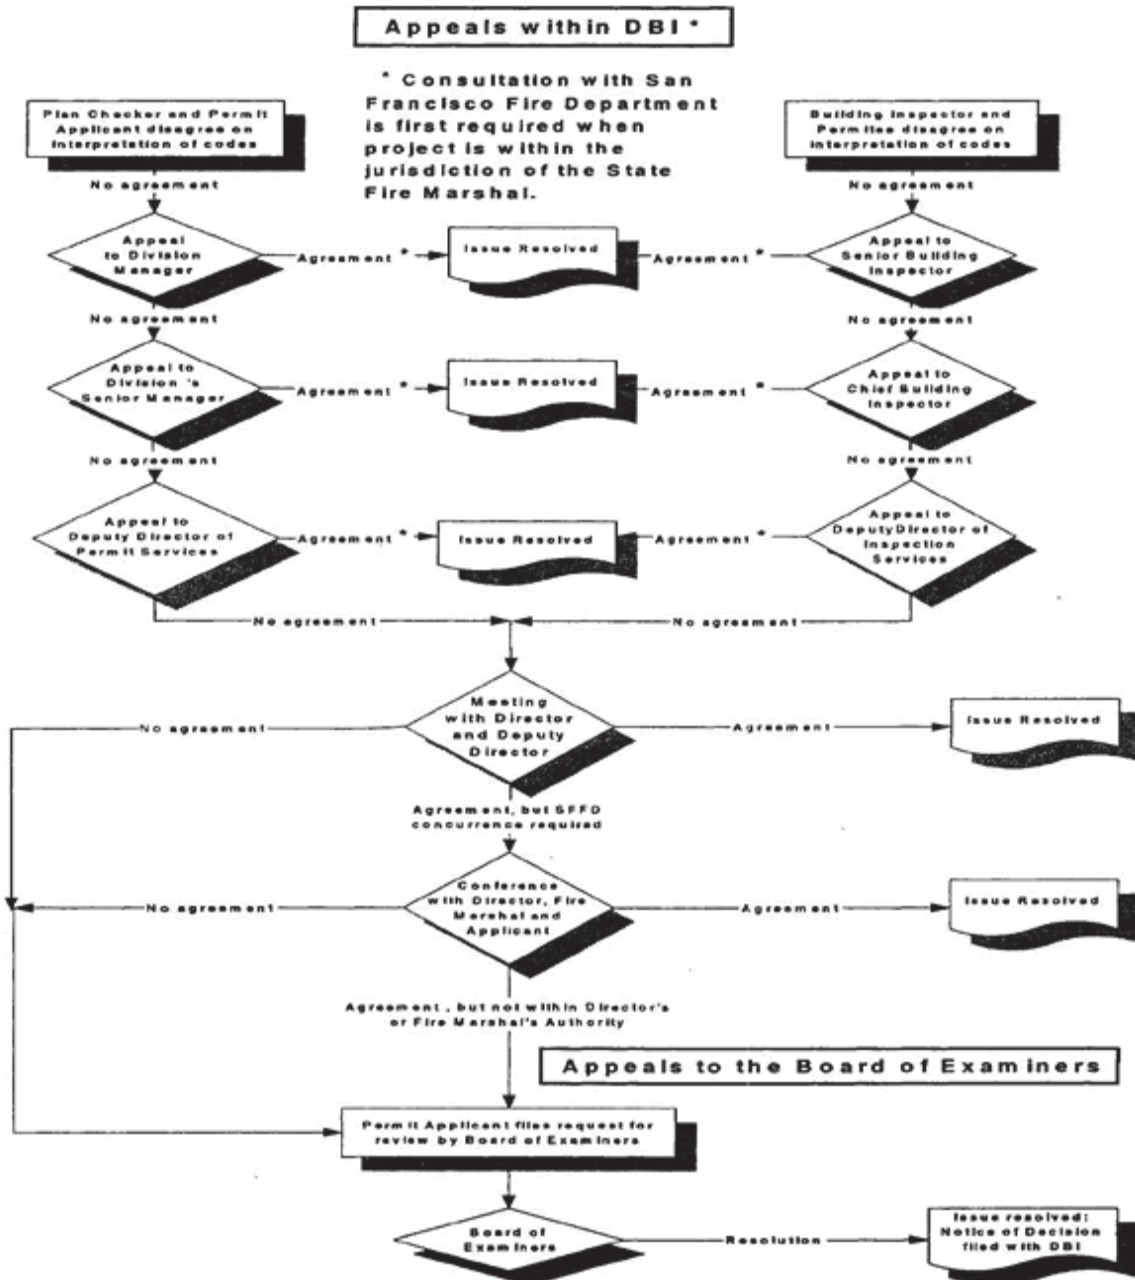 Appeals within DBI *
* Consultation with San
Francisco Fire Department
is first required when
project is within the
jurisdiction of the State
Fire Marshal.
Plan Checker and Permit
Applicant disagree on
interpretation of codes
Building Inspector and
Permitee disagree on
interpretation of codes
No agreement
No agreement
Appeal
to Division
Manager
Agreement *
Issue Resolved
Agreement *
Appeal to
Senior Building
Inspector
No agreement
No agreement
Appeal to
Division 's
Senior Manager
Agreement *
Issue Resolved
Agreement *
Appeal to
Chief Building
Inspector
No agreement
No agreement
Appeal to
Deputy Director of
Permit Services
Agreement *
Issue Resolved
Agreement *
Appeal to
Deputy Director of
Inspection
Services
No agreement
No agreement
Meeting
with Director
and Deputy
Director
No agreement
Agreement
Issue Resolved
Agreement, but SFFD
concurrence required
Conference
with Director, Fire
Marshal and
Applicant
No agreement
Agreement
Issue Resolved
Agreement , but not within Director's
or Fire Marshal's Authority
Appeals to the Board of Examiners
Permit Applicant files request for
review by Board of Examiners
Board of
Examiners
Resolution
Issue resolved:
Notice of Decision
filed with DBI